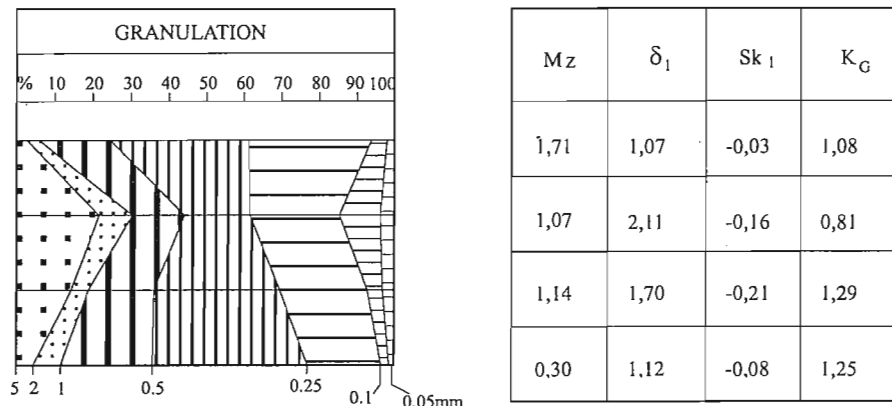 GRANULATION
% 10 20 30 40 50 60 70 80 90 100
5 2 1 0.5 0.25
0.1 0.05mm
Mz δ1 Sk1 KG
1,71 1,07 -0,03 1,08
1,07 2,11 -0,16 0,81
1,14 1,70 -0,21 1,29
0,30 1,12 -0,08 1,25